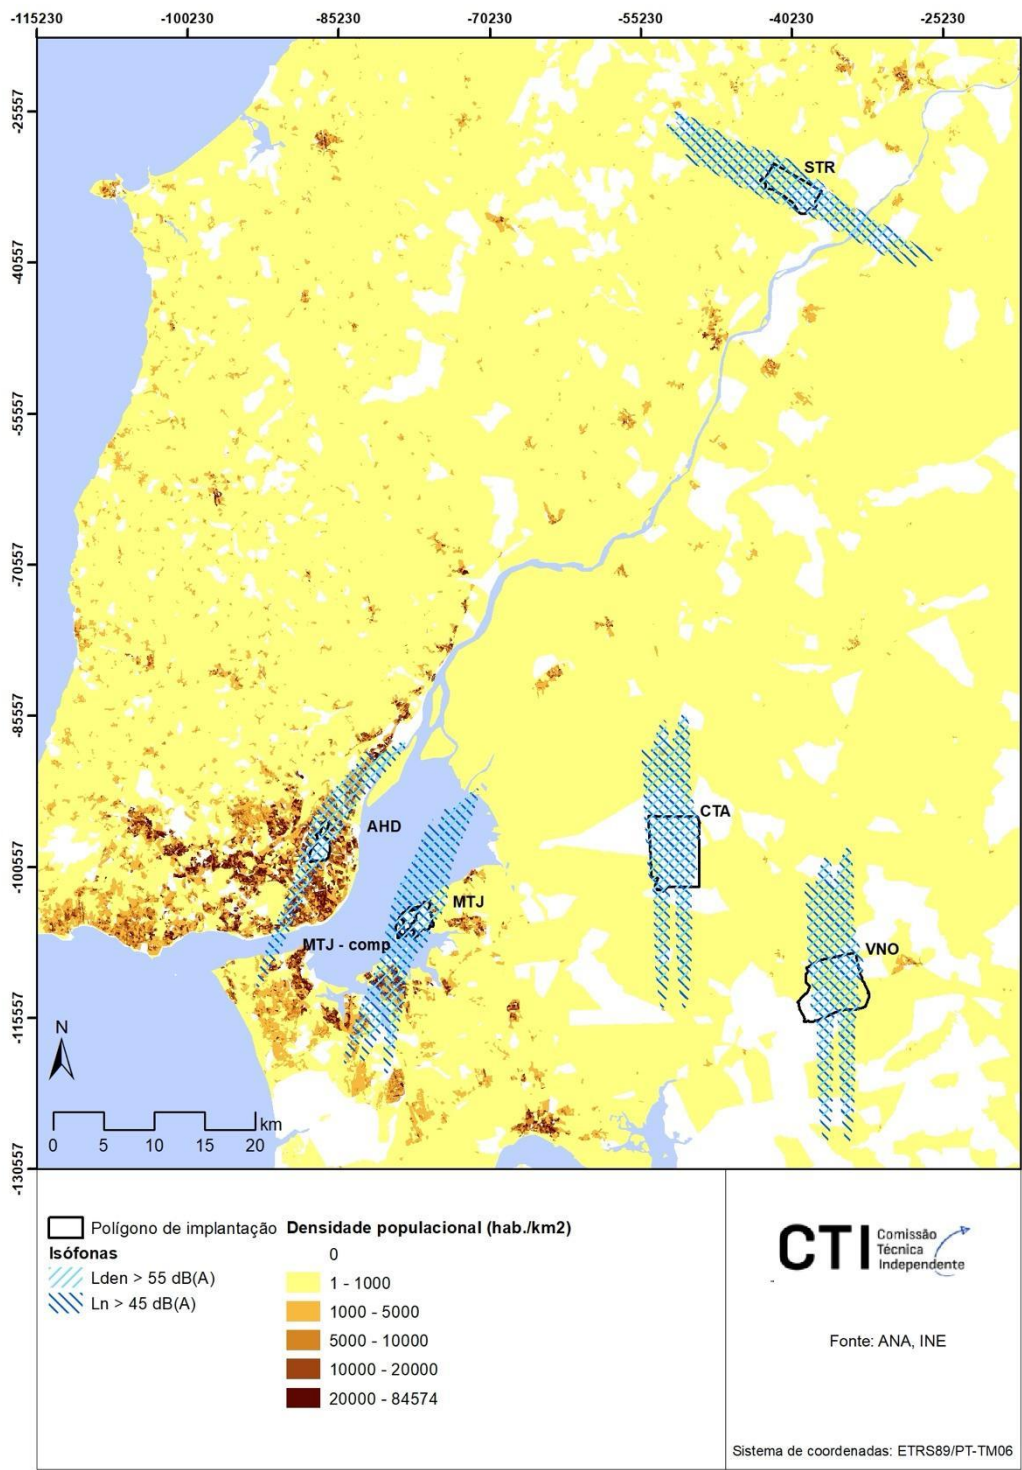 -115230 -100230 -85230 -70230 -55230 -40230 -25230
-25557
-40557
-55557
-70557
-85557
-100557
-115557
-130557
STR
AHD
CTA
MTJ
MTJ - comp
VNO
N
0 5 10 15 20 km
Polígono de implantação
Isófonas
Lden > 55 dB(A)
Ln > 45 dB(A)
Densidade populacional (hab./km2)
0
1 - 1000
1000 - 5000
5000 - 10000
10000 - 20000
20000 - 84574
CTI Comissão
Técnica
Independente
Fonte: ANA, INE
Sistema de coordenadas: ETRS89/PT-TM06